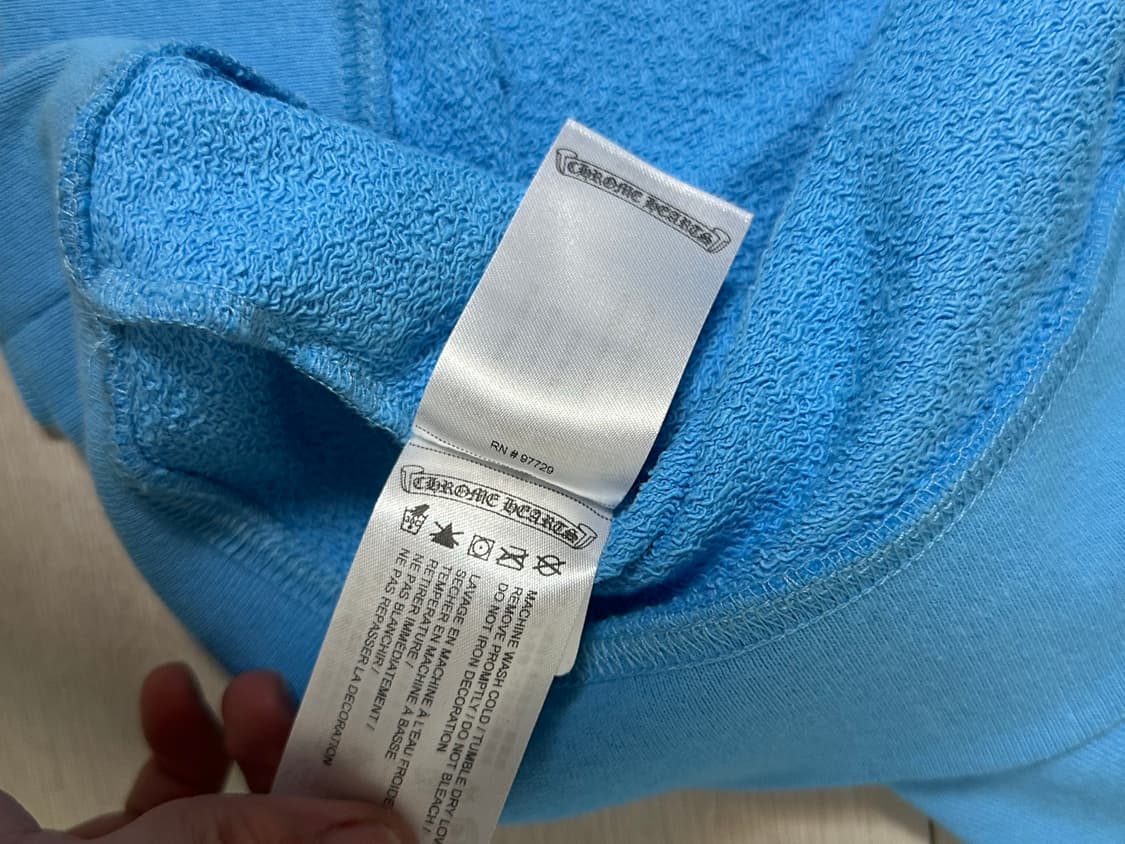 CHROME HEARTS
RN # 97729
CHROME HEARTS
MACHINE WASH COLD / TUMBLE DRY LOW
REMOVE PROMPTLY / DO NOT BLEACH /
DO NOT IRON DECORATION
LAVAGE EN MACHINE À L'EAU FROIDE
SECHER EN MACHINE À BASSE
RETIRER IMMEDIATEMENT /
NE PAS BLANCHIR /
NE PAS REPASSER LA DECORATION